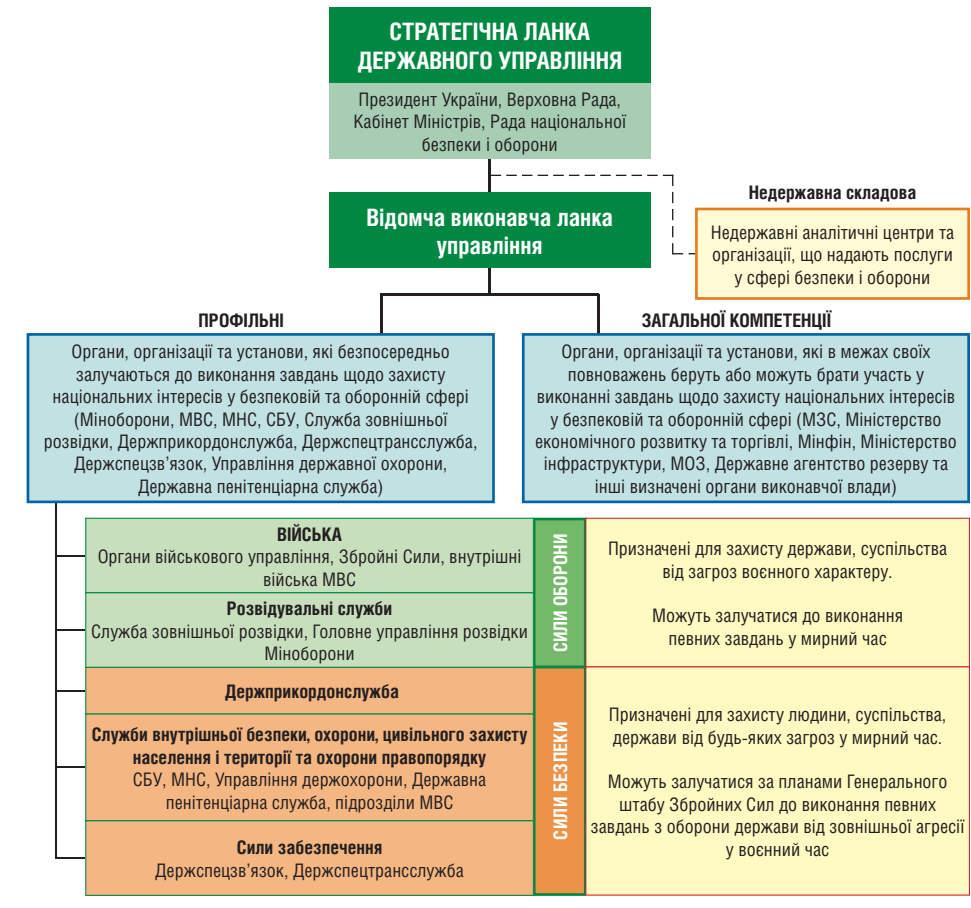 СТРАТЕГІЧНА ЛАНКА
ДЕРЖАВНОГО УПРАВЛІННЯ
Президент України, Верховна Рада,
Кабінет Міністрів, Рада національної
безпеки і оборони
Недержавна складова
Недержавні аналітичні центри та
організації, що надають послуги
у сфері безпеки і оборони
Відомча виконавча ланка
управління
ПРОФІЛЬНІ
Органи, організації та установи, які безпосередньо
залучаються до виконання завдань щодо захисту
національних інтересів у безпековій та оборонній сфері
(Міноборони, МВС, МНС, СБУ, Служба зовнішньої
розвідки, Держприкордонслужба, Держспецтрансслужба,
Держспецзв’язок, Управління державної охорони,
Державна пенітенціарна служба)
ЗАГАЛЬНОЇ КОМПЕТЕНЦІЇ
Органи, організації та установи, які в межах своїх
повноважень беруть або можуть брати участь у
виконанні завдань щодо захисту національних інтересів
у безпековій та оборонній сфері (МЗС, Міністерство
економічного розвитку та торгівлі, Мінфін, Міністерство
інфраструктури, МОЗ, Державне агентство резерву та
інші визначені органи виконавчої влади)
ВІЙСЬКА
Органи військового управління, Збройні Сили, внутрішні
війська МВС
Розвідувальні служби
Служба зовнішньої розвідки, Головне управління розвідки
Міноборони
СИЛИ ОБОРОНИ
Призначені для захисту держави, суспільства
від загроз воєнного характеру.
Можуть залучатися до виконання
певних завдань у мирний час
Держприкордонслужба
Служби внутрішньої безпеки, охорони, цивільного захисту
населення і території та охорони правопорядку
СБУ, МНС, Управління держохорони, Державна
пенітенціарна служба, підрозділи МВС
Сили забезпечення
Держспецзв’язок, Держспецтрансслужба
СИЛИ БЕЗПЕКИ
Призначені для захисту людини, суспільства,
держави від будь-яких загроз у мирний час.
Можуть залучатися за планами Генерального
штабу Збройних Сил до виконання певних
завдань з оборони держави від зовнішньої агресії
у воєнний час